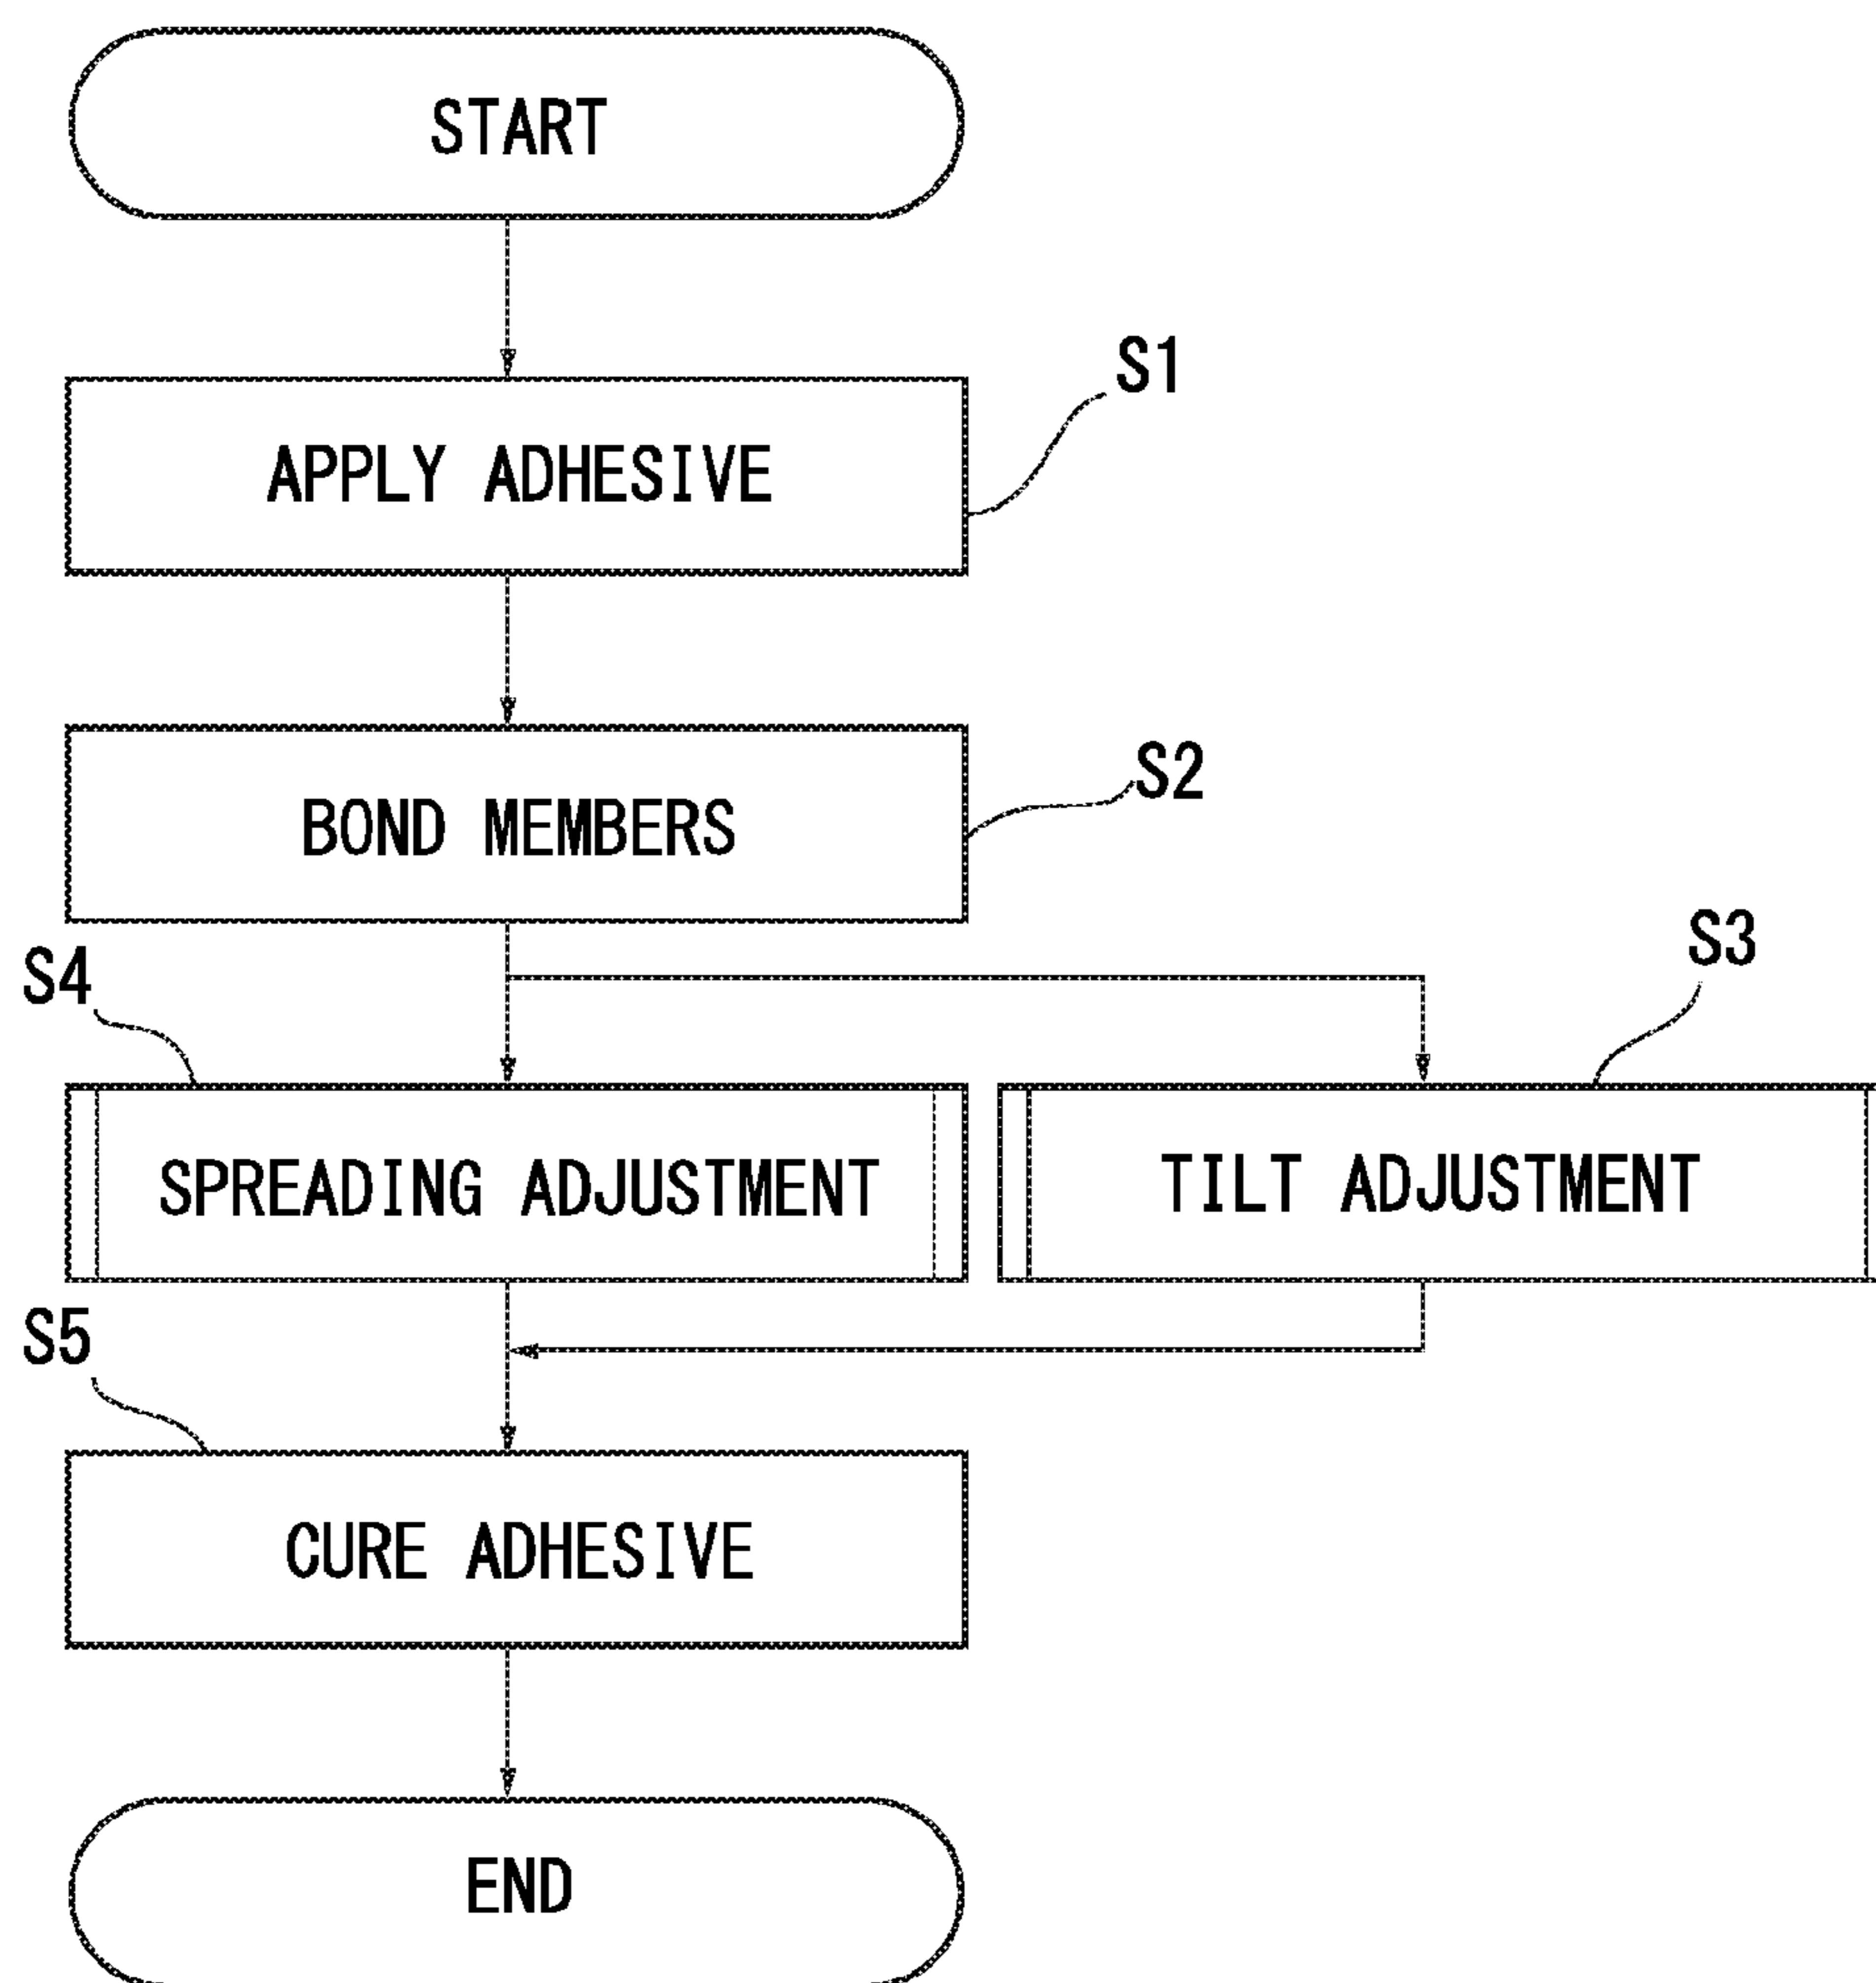 START
S1
APPLY ADHESIVE
S2
BOND MEMBERS
S3
S4
SPREADING ADJUSTMENT
TILT ADJUSTMENT
S5
CURE ADHESIVE
END